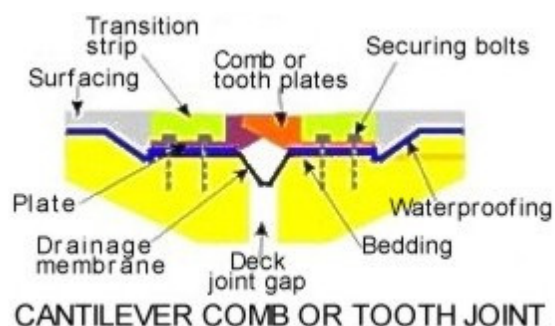 Transition
strip
Surfacing
Comb or
tooth plates
Securing bolts
Plate
Drainage
membrane
Deck
joint gap
Bedding
Waterproofing
CANTILEVER COMB OR TOOTH JOINT